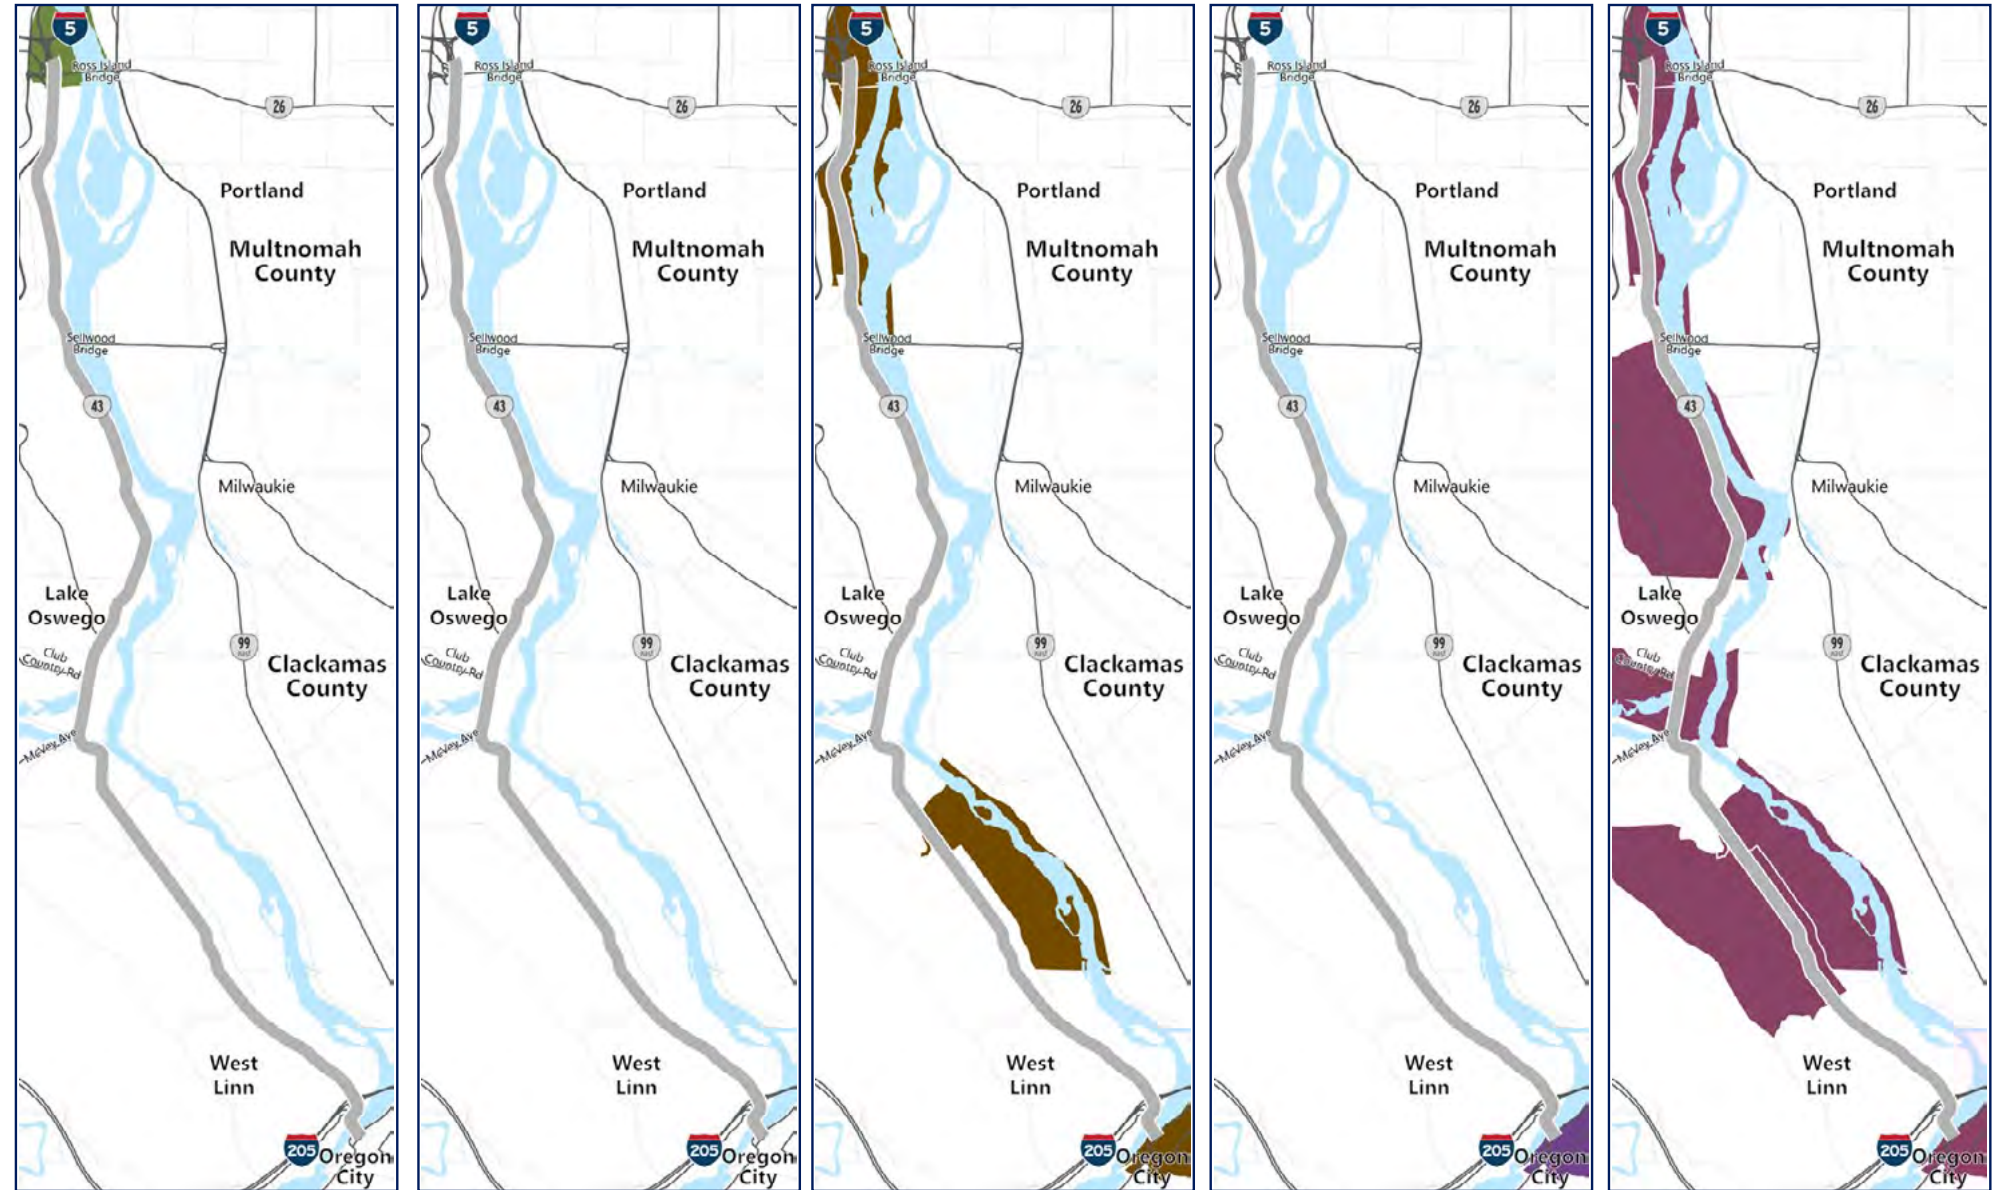 5
Ross Island
Bridge
26
Portland
Multnomah
County
Sellwood
Bridge
43
Milwaukie
Lake
Oswego
99
Club
Country Rd
Clackamas
County
McVey Ave
West
Linn
205
Oregon
City
5
Ross Island
Bridge
26
Portland
Multnomah
County
Sellwood
Bridge
43
Milwaukie
Lake
Oswego
99
Club
Country Rd
Clackamas
County
McVey Ave
West
Linn
205
Oregon
City
5
Ross Island
Bridge
26
Portland
Multnomah
County
Sellwood
Bridge
43
Milwaukie
Lake
Oswego
99
Club
Country Rd
Clackamas
County
McVey Ave
West
Linn
205
Oregon
City
5
Ross Island
Bridge
26
Portland
Multnomah
County
Sellwood
Bridge
43
Milwaukie
Lake
Oswego
99
Club
Country Rd
Clackamas
County
McVey Ave
West
Linn
205
Oregon
City
5
Ross Island
Bridge
26
Portland
Multnomah
County
Sellwood
Bridge
43
Milwaukie
Lake
Oswego
99
Club
Country Rd
Clackamas
County
McVey Ave
West
Linn
205
Oregon
City